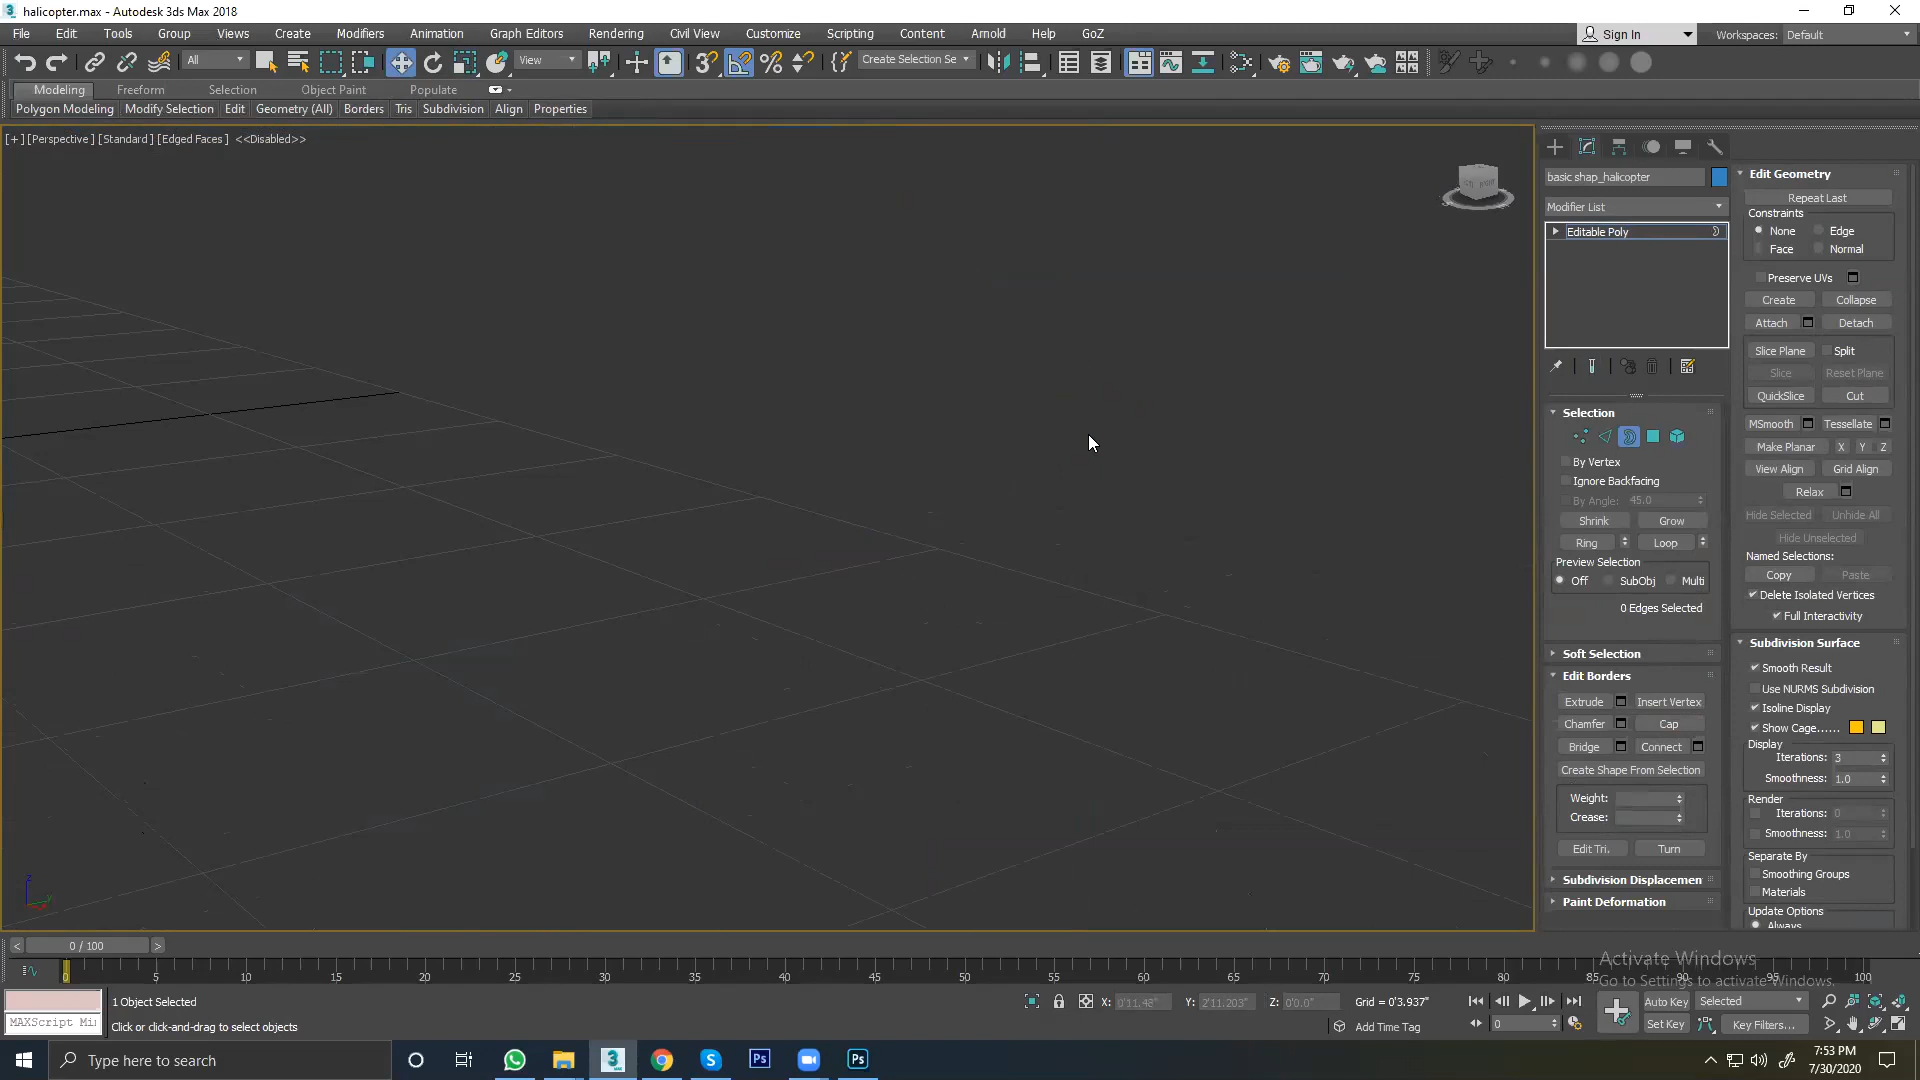 halicopter.max - Autodesk 3ds Max 2018
File Edit Tools Group Views Create Modifiers Animation Graph Editors Rendering Civil View Customize Scripting Content Arnold Help GoZ
Sign In Workspaces: Default
All View Create Selection Se
Modeling Freeform Selection Object Paint Populate
Polygon Modeling Modify Selection Edit Geometry (All) Borders Tris Subdivision Align Properties
[+] [Perspective] [Standard] [Edged Faces] <<Disabled>>
basic shap_halicopter
Modifier List
Editable Poly
Selection
By Vertex
Ignore Backfacing
By Angle: 45.0
Shrink Grow
Ring Loop
Preview Selection
Off SubObj Multi
0 Edges Selected
Soft Selection
Edit Borders
Extrude Insert Vertex
Chamfer Cap
Bridge Connect
Create Shape From Selection
Weight:
Crease:
Edit Tri. Turn
Subdivision Displacement
Paint Deformation
Edit Geometry
Repeat Last
Constraints
None Edge
Face Normal
Preserve UVs
Create Collapse
Attach Detach
Slice Plane Split
Slice Reset Plane
QuickSlice Cut
MSmooth Tessellate
Make Planar X Y Z
View Align Grid Align
Relax
Hide Selected Unhide All
Hide Unselected
Named Selections:
Copy Paste
Delete Isolated Vertices
Full Interactivity
Subdivision Surface
Smooth Result
Use NURMS Subdivision
Isoline Display
Show Cage......
Display
Iterations: 3
Smoothness: 1.0
Render
Iterations: 0
Smoothness: 1.0
Separate By
Smoothing Groups
Materials
Update Options
Always
Activate Windows
Go to Settings to activate Windows.
< 0 / 100 >
0 5 10 15 20 25 30 35 40 45 50 55 60 65 70 75 80 85 90 95 100
1 Object Selected
X: 0'11.48" Y: 2'11.203" Z: 0'0.0" Grid = 0'3.937"
Auto Key Selected
MAXScript Mi
Click or click-and-drag to select objects
Add Time Tag
0
Set Key Key Filters...
Type here to search
7:53 PM
7/30/2020